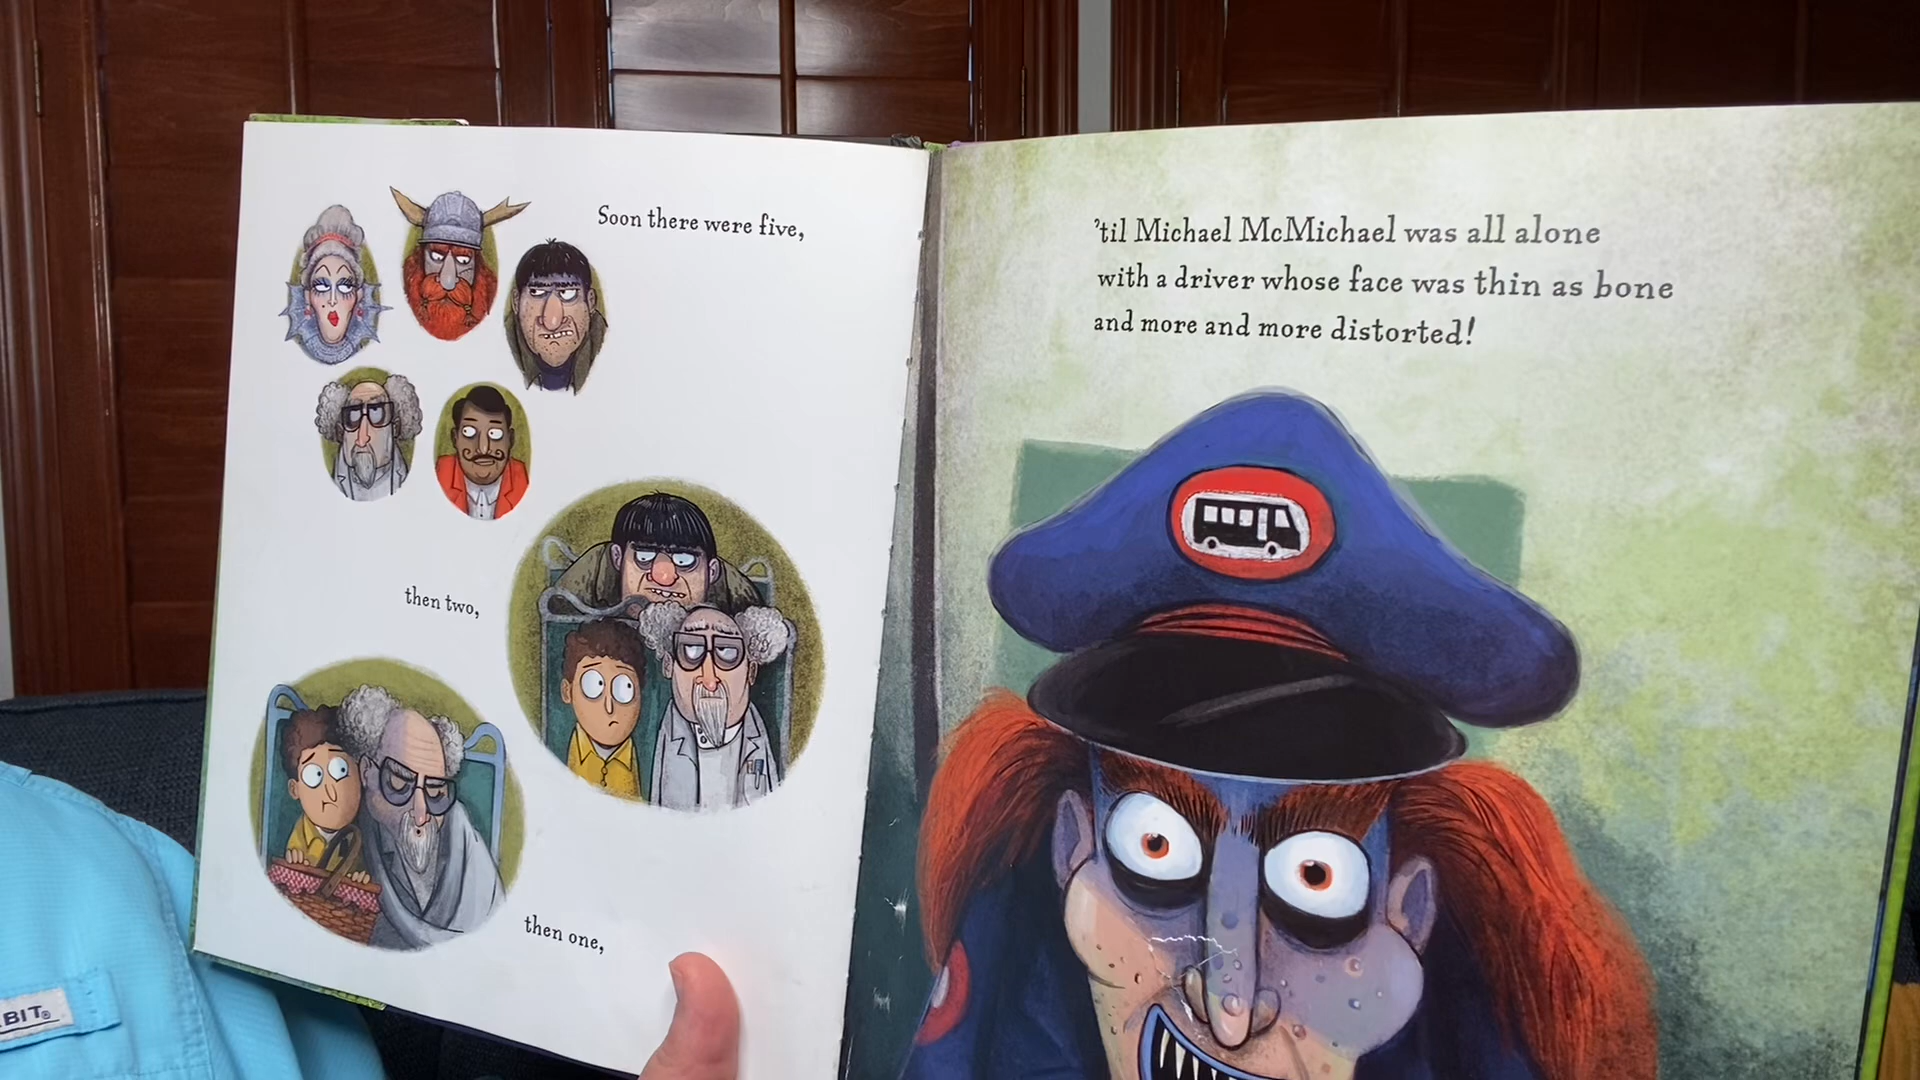 Soon there were five,
then two,
then one,
’til Michael McMichael was all alone
with a driver whose face was thin as bone
and more and more distorted!
BIT®